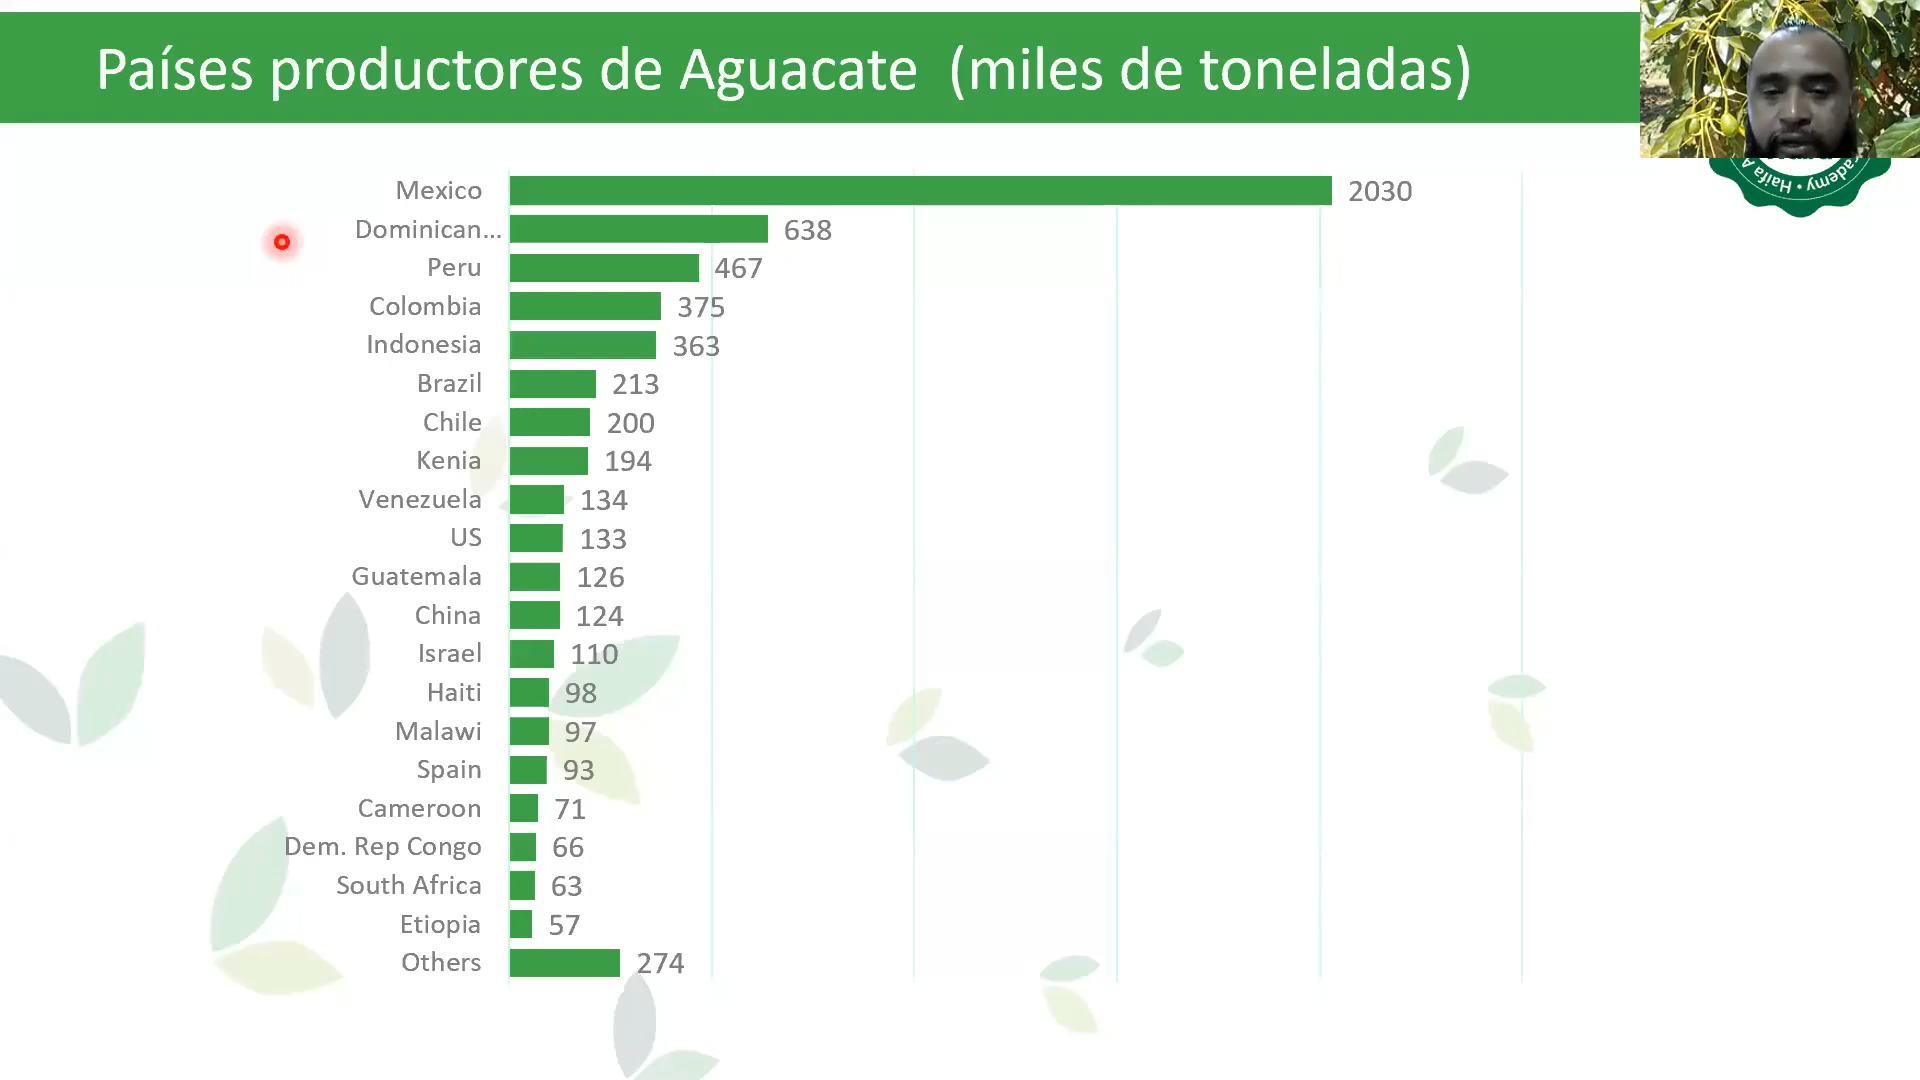 Países productores de Aguacate (miles de toneladas)
Mexico 2030
Dominican... 638
Peru 467
Colombia 375
Indonesia 363
Brazil 213
Chile 200
Kenia 194
Venezuela 134
US 133
Guatemala 126
China 124
Israel 110
Haiti 98
Malawi 97
Spain 93
Cameroon 71
Dem. Rep Congo 66
South Africa 63
Etiopia 57
Others 274
ademy • Haifa A